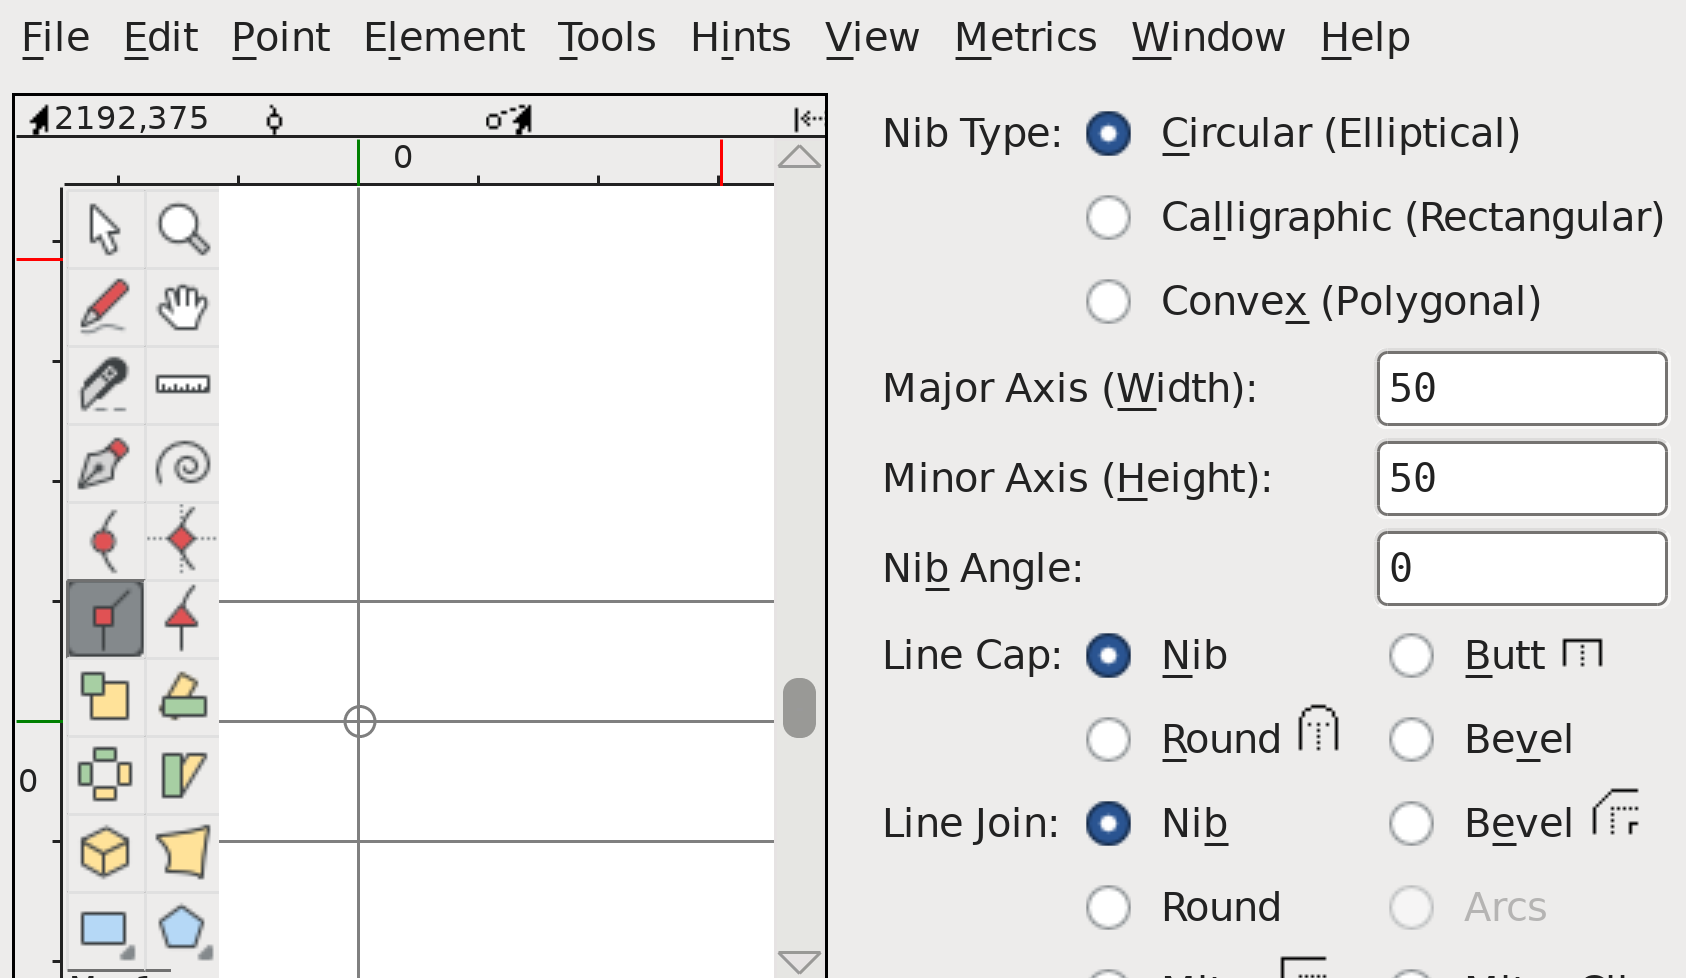 File Edit Point Element Tools Hints View Metrics Window Help
2192,375
0
0
Nib Type: Circular (Elliptical)
Calligraphic (Rectangular)
Convex (Polygonal)
Major Axis (Width): 50
Minor Axis (Height): 50
Nib Angle: 0
Line Cap: Nib Butt
Round Bevel
Line Join: Nib Bevel
Round Arcs